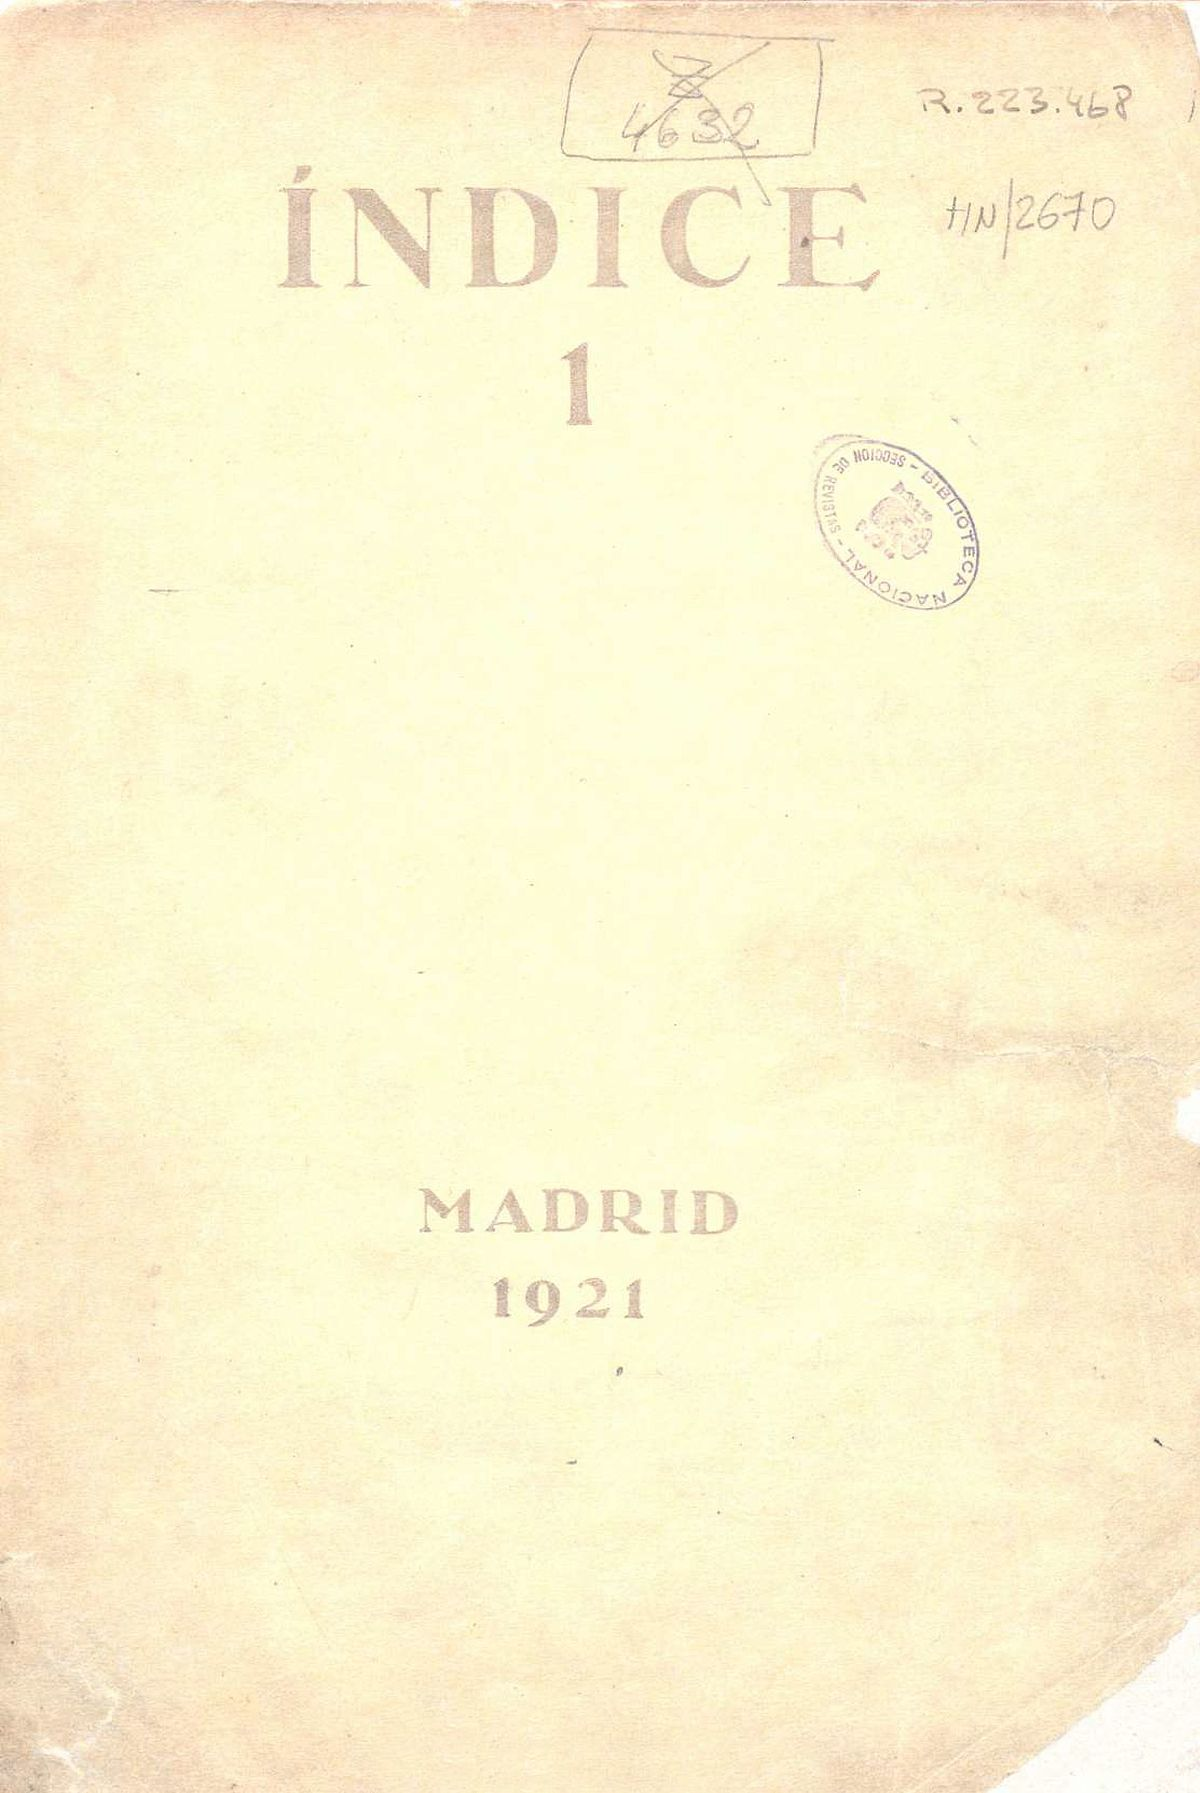 Z
4632
R.223.468
ÍNDICE
HN/2670
1
BIBLIOTECA NACIONAL - SECCION DE REVISTAS -
MADRID
1921